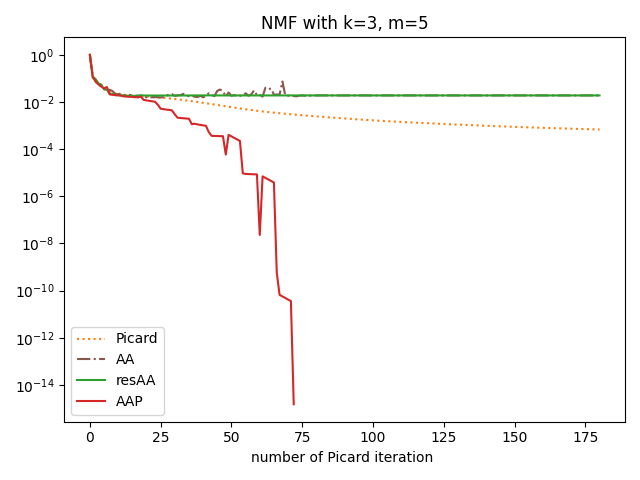 NMF with k=3, m=5
10^0
10^-2
10^-4
10^-6
10^-8
10^-10
10^-12
10^-14
Picard
AA
resAA
AAP
0 25 50 75 100 125 150 175
number of Picard iteration